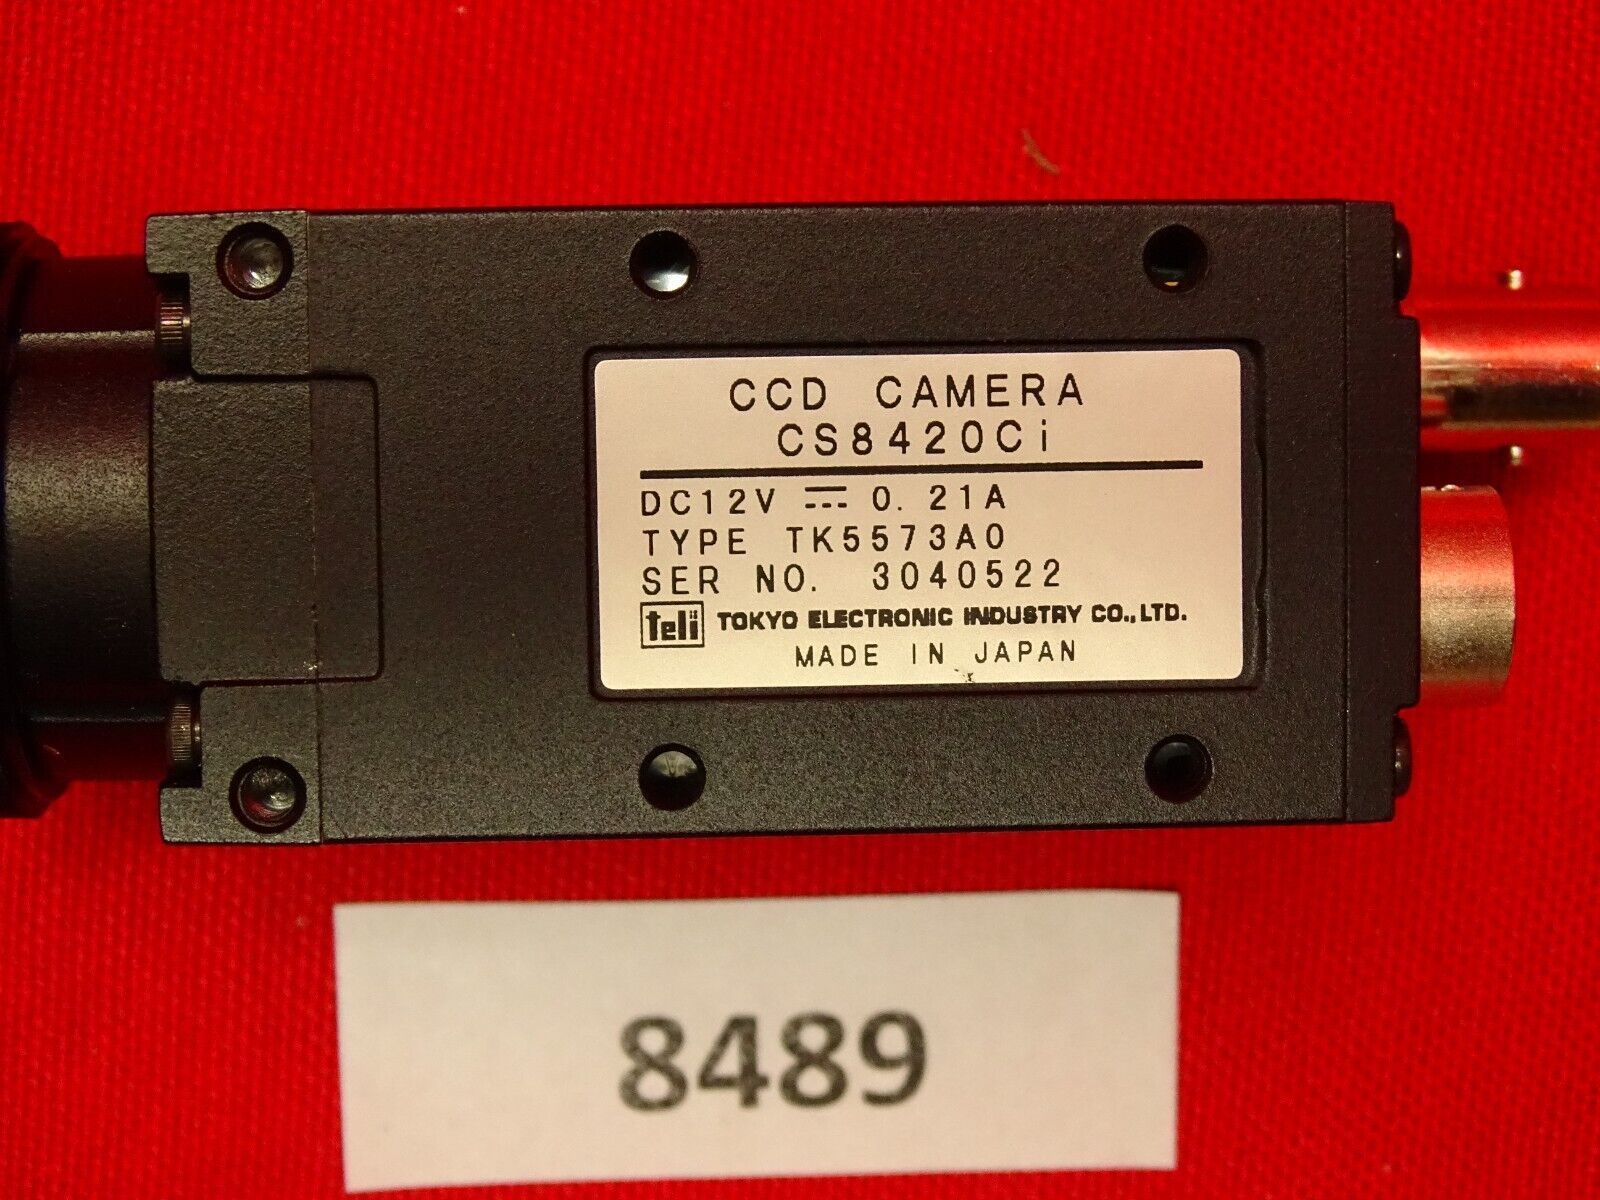 CCD CAMERA
CS8420Ci
DC12V ⎓ 0.21A
TYPE TK5573A0
SER NO. 3040522
teli TOKYO ELECTRONIC INDUSTRY CO.,LTD.
MADE IN JAPAN
8489